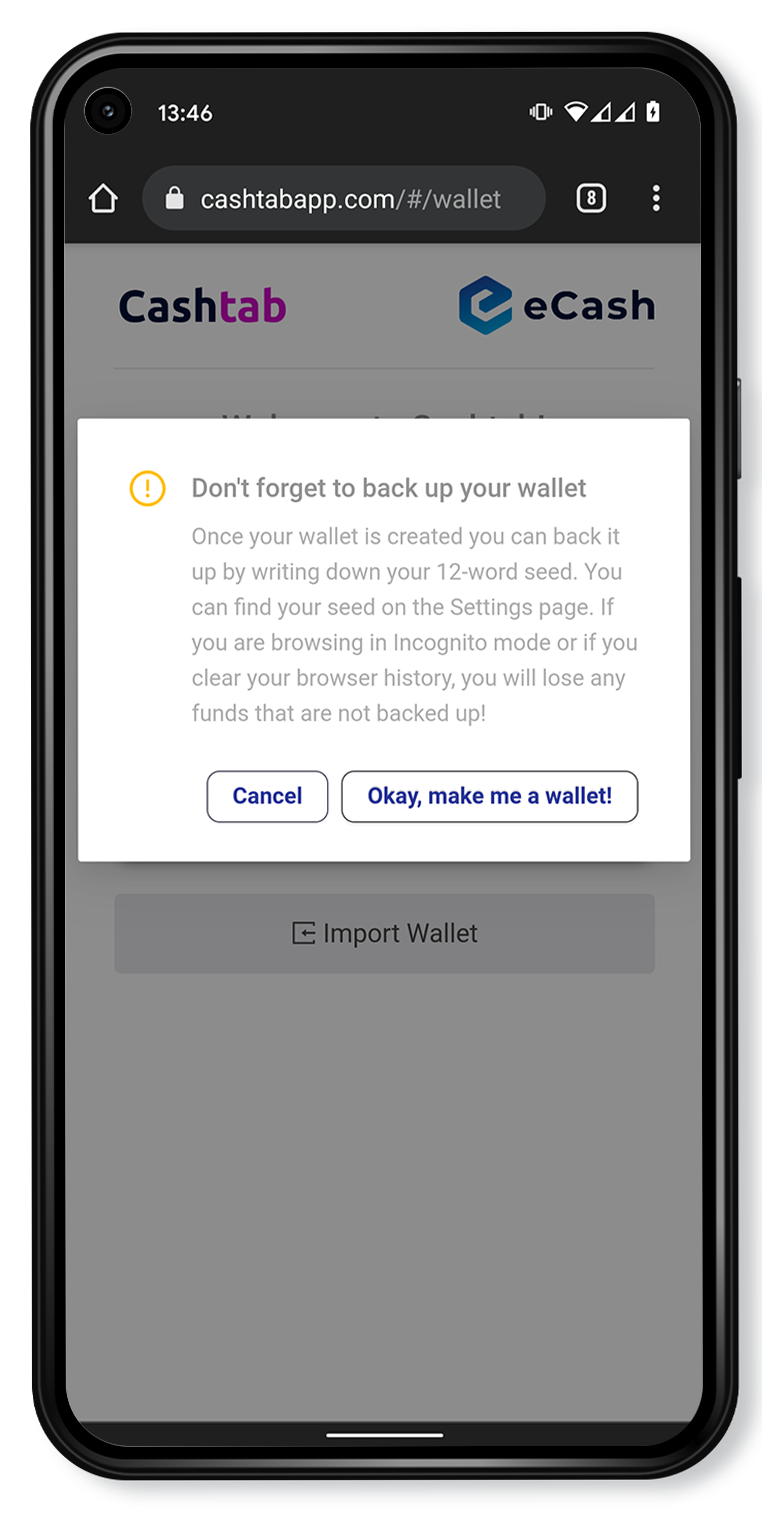 13:46
cashtabapp.com/#/wallet
8
Cashtab
eCash
Don't forget to back up your wallet
Once your wallet is created you can back it
up by writing down your 12-word seed. You
can find your seed on the Settings page. If
you are browsing in Incognito mode or if you
clear your browser history, you will lose any
funds that are not backed up!
Cancel
Okay, make me a wallet!
Import Wallet